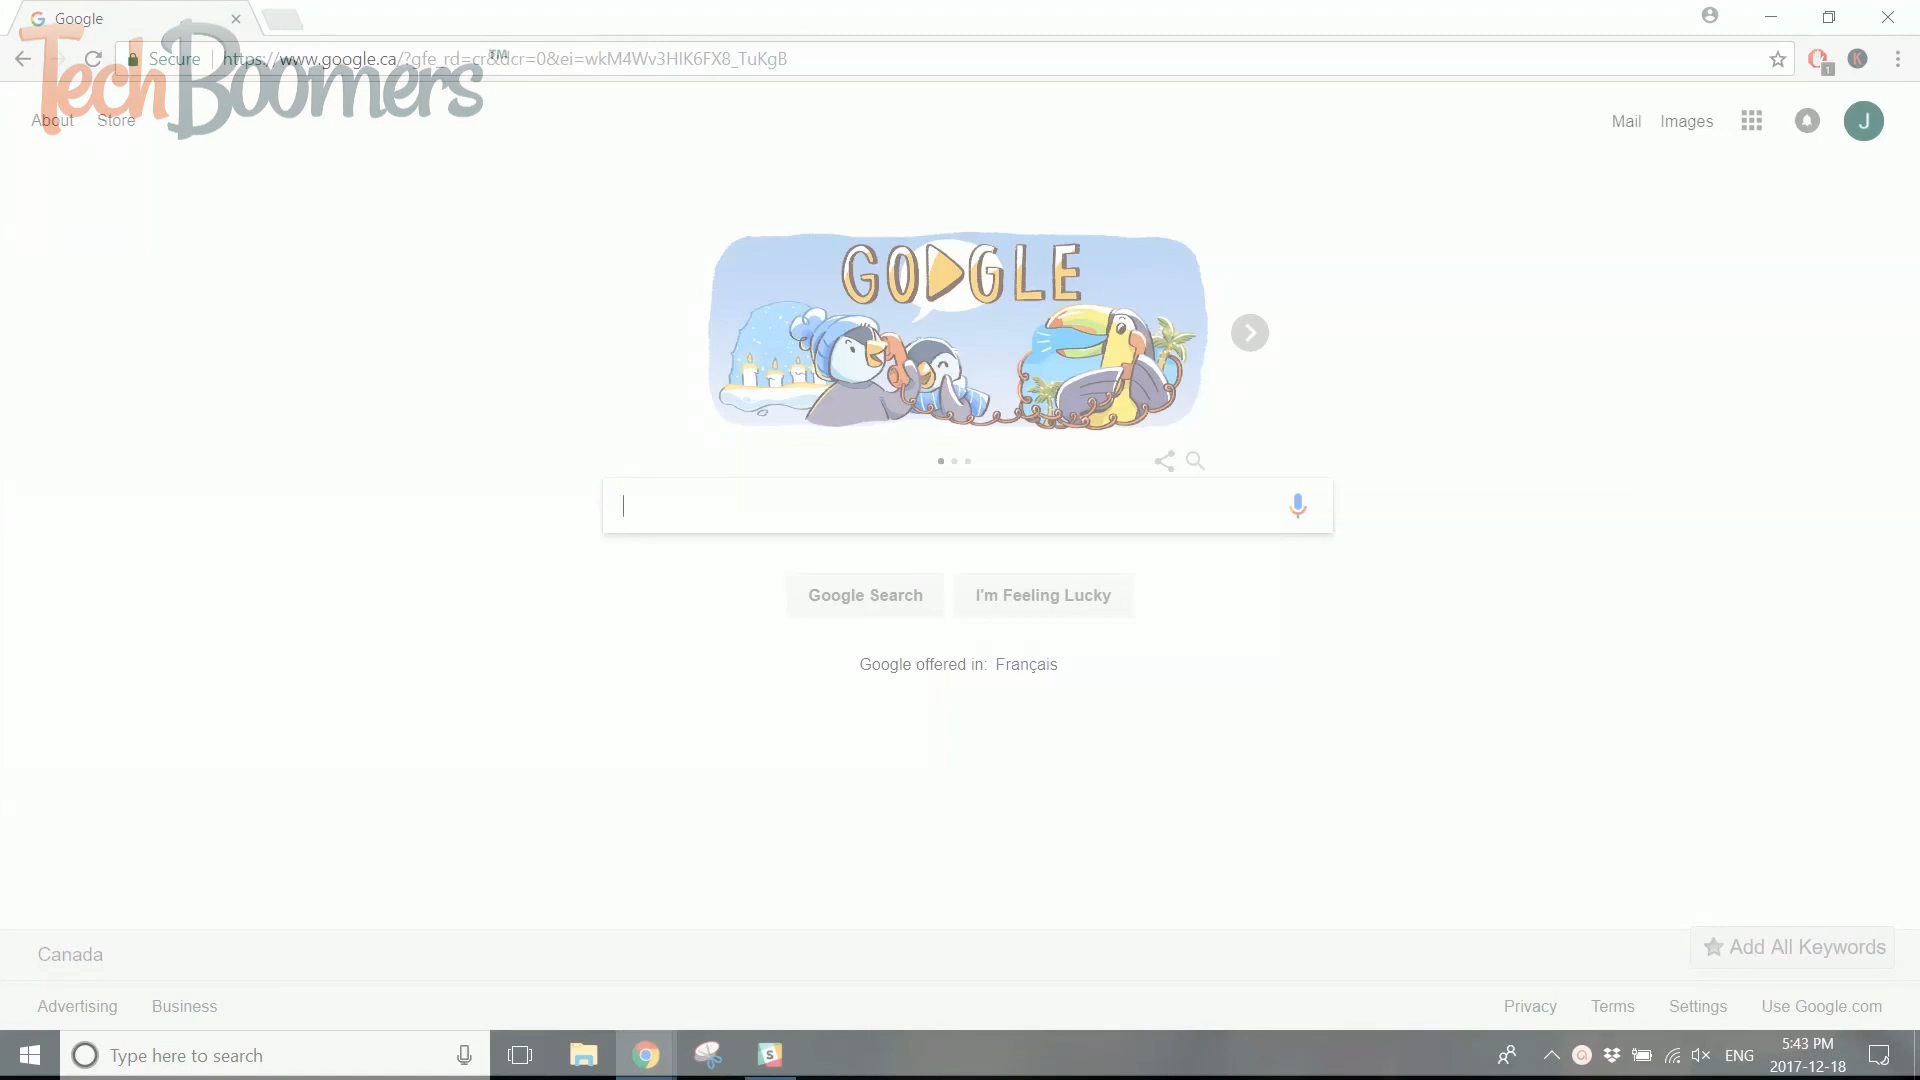 Google
TechBoomers™
Secure
https://www.google.ca/?gfe_rd=cr&dcr=0&ei=wkM4Wv3HIK6FX8_TuKgB
1
K
About Store
Mail Images
J
GOOGLE
Google Search I'm Feeling Lucky
Google offered in: Français
Canada
Add All Keywords
Advertising Business
Privacy Terms Settings Use Google.com
Type here to search
S
ENG
5:43 PM
2017-12-18